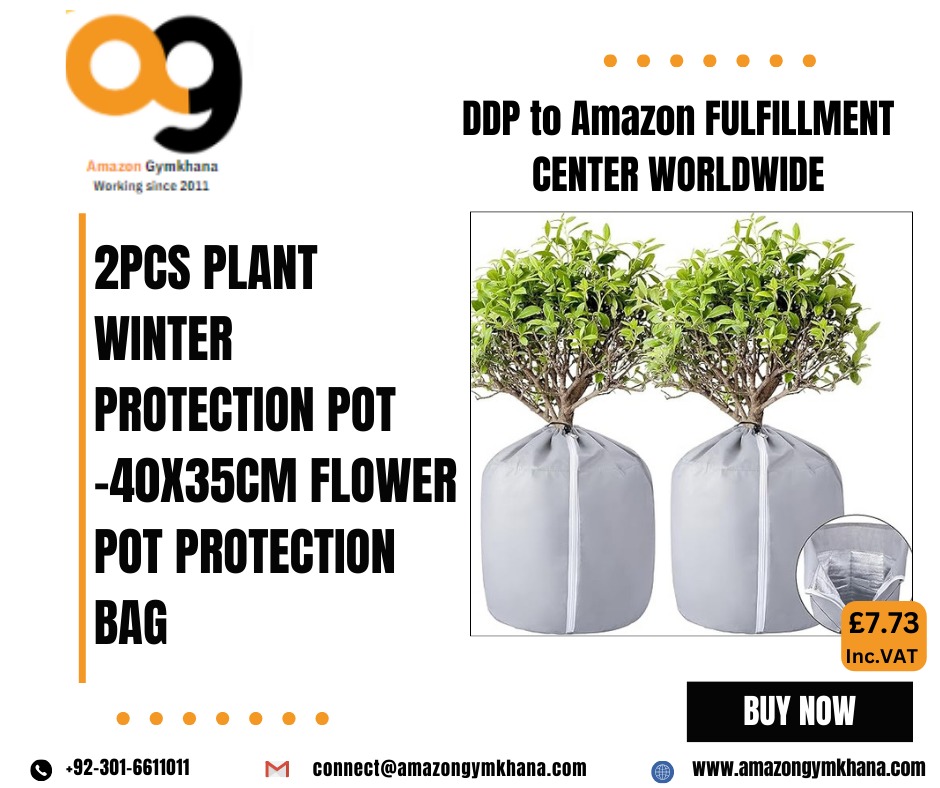 Amazon Gymkhana
Working since 2011
DDP to Amazon FULFILLMENT
CENTER WORLDWIDE
2PCS PLANT
WINTER
PROTECTION POT
-40X35CM FLOWER
POT PROTECTION
BAG
£7.73
Inc.VAT
BUY NOW
+92-301-6611011
connect@amazongymkhana.com
www.amazongymkhana.com